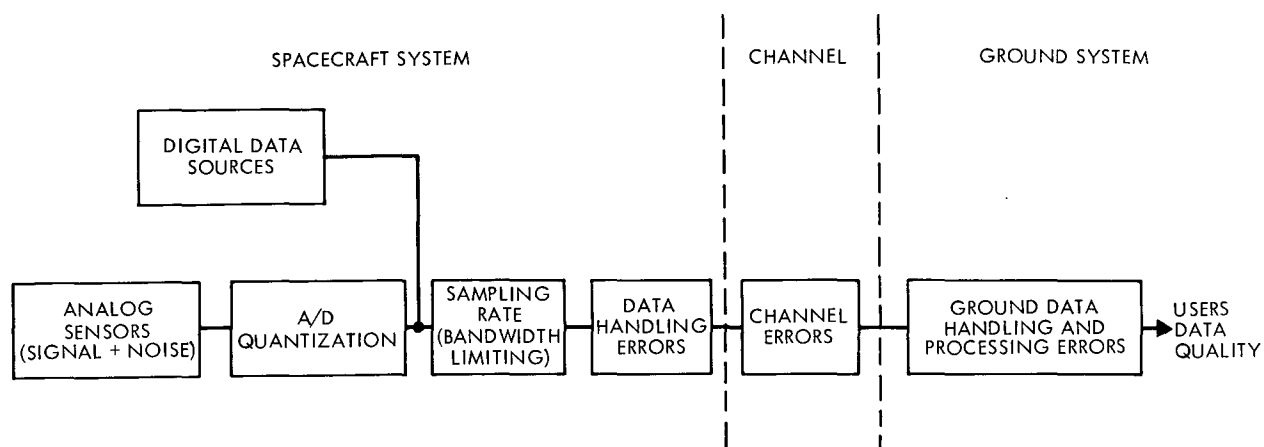 SPACECRAFT SYSTEM
CHANNEL
GROUND SYSTEM
DIGITAL DATA
SOURCES
ANALOG
SENSORS
(SIGNAL + NOISE)
A/D
QUANTIZATION
SAMPLING
RATE
(BANDWIDTH
LIMITING)
DATA
HANDLING
ERRORS
CHANNEL
ERRORS
GROUND DATA
HANDLING AND
PROCESSING ERRORS
USERS
DATA
QUALITY